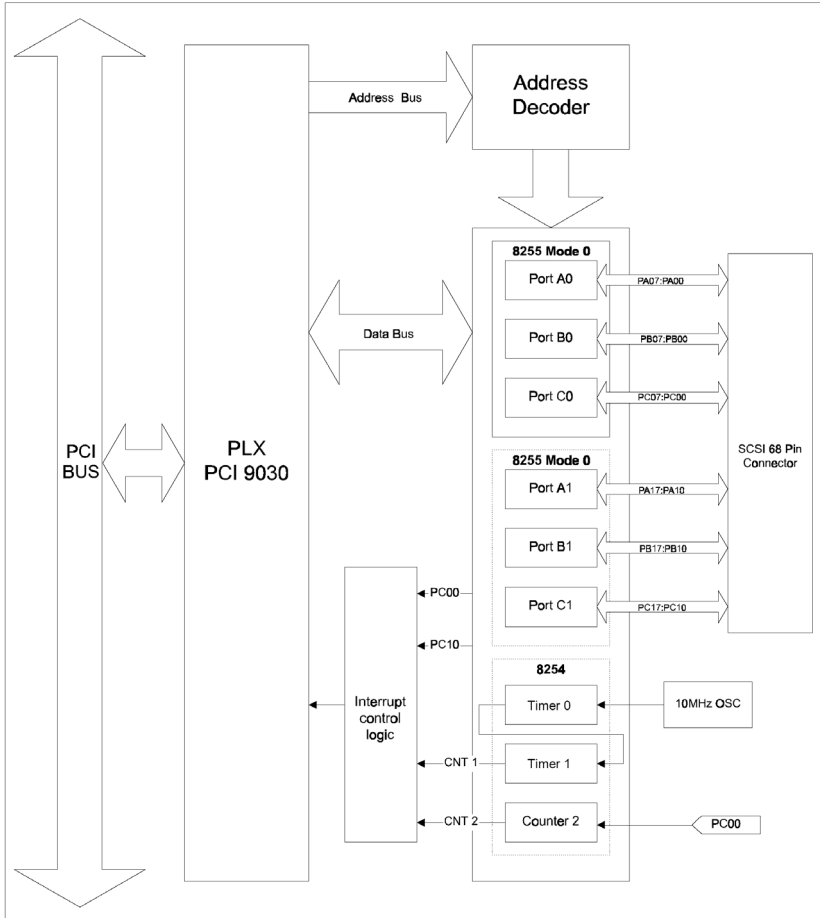 Address Bus
Address
Decoder
8255 Mode 0
Port A0
PA07:PA00
Port B0
PB07:PB00
Data Bus
Port C0
PC07:PC00
PCI
BUS
PLX
PCI 9030
SCSI 68 Pin
Connector
8255 Mode 0
Port A1
PA17:PA10
Port B1
PB17:PB10
Port C1
PC17:PC10
PC00
PC10
Interrupt
control
logic
8254
Timer 0
10MHz OSC
CNT 1
Timer 1
CNT 2
Counter 2
PC00